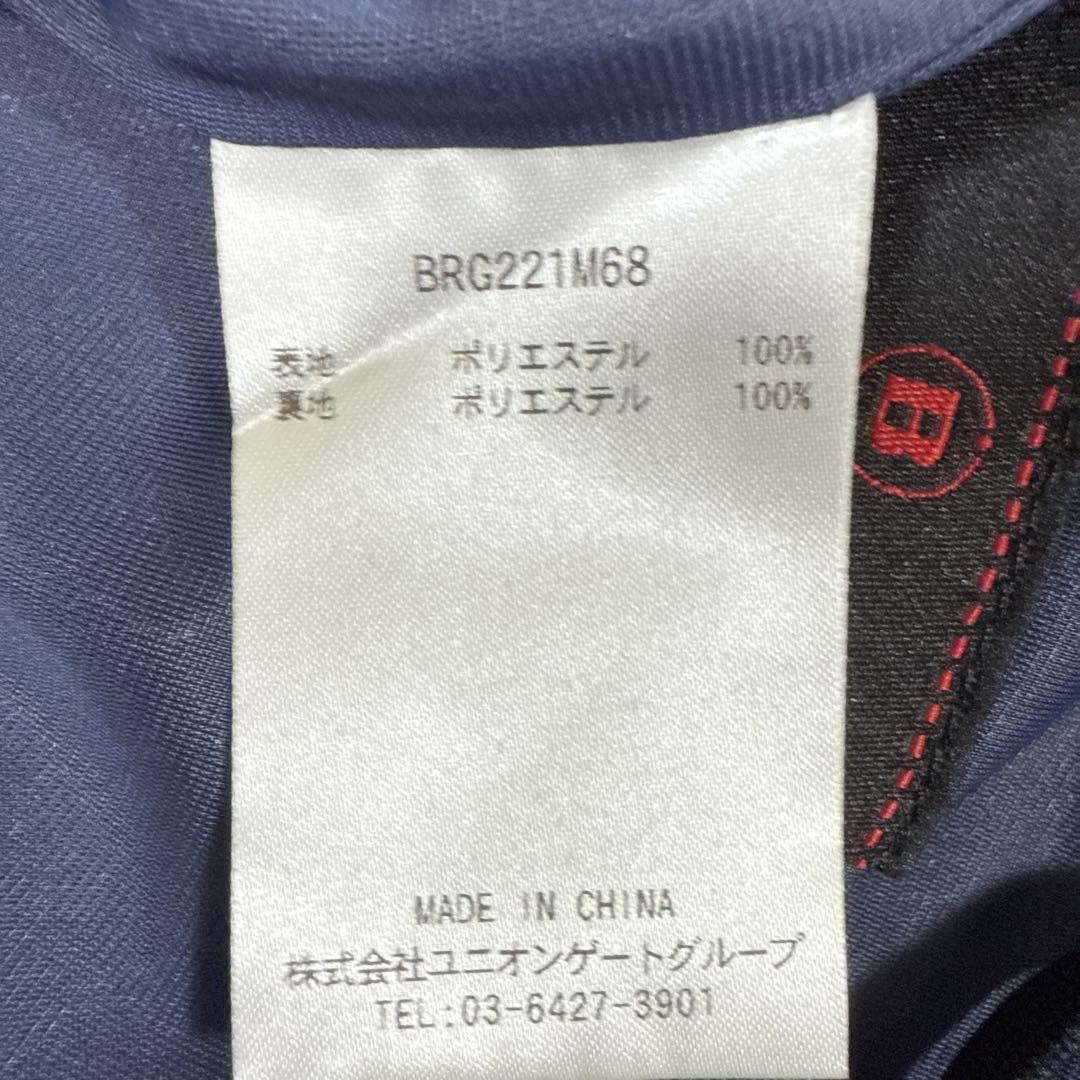 BRG221M68
表地 ポリエステル 100%
裏地 ポリエステル 100%
MADE IN CHINA
株式会社ユニオンゲートグループ
TEL:03-6427-3901